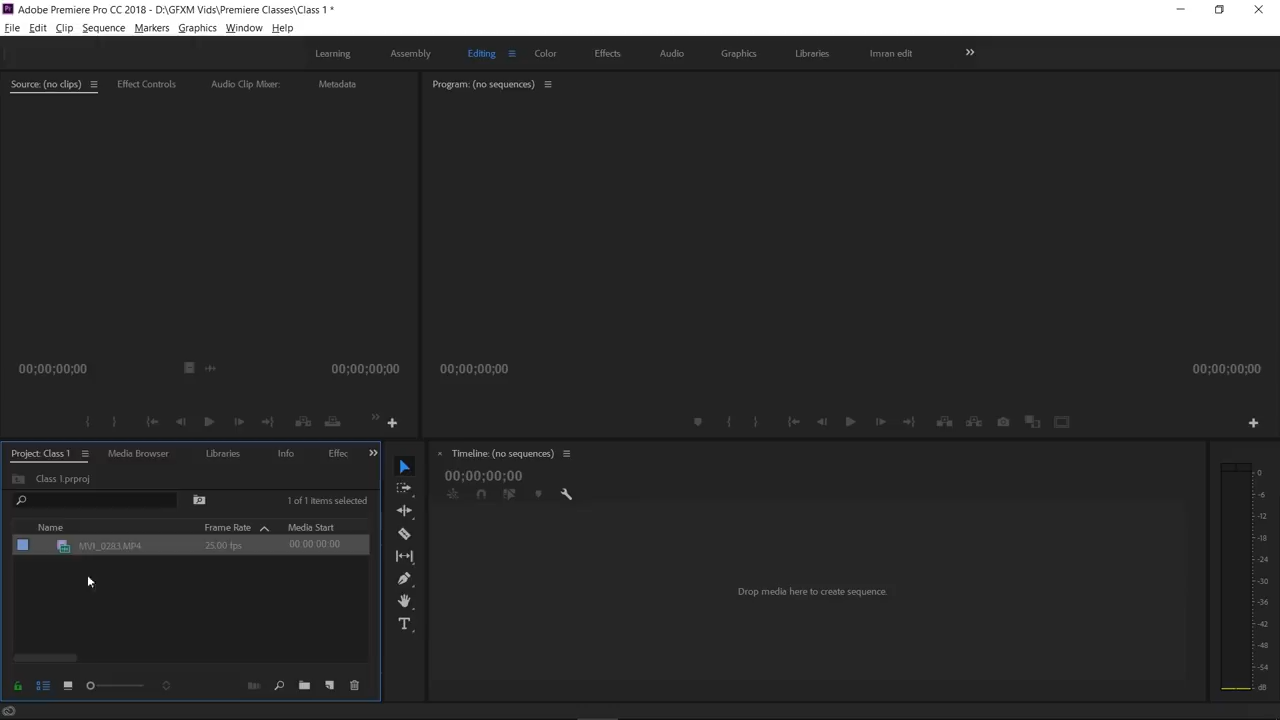 Adobe Premiere Pro CC 2018 - D:\GFXM Vids\Premiere Classes\Class 1 *
File Edit Clip Sequence Markers Graphics Window Help
Learning Assembly Editing Color Effects Audio Graphics Libraries Imran edit
Source: (no clips) Effect Controls Audio Clip Mixer: Metadata
Program: (no sequences)
00;00;00;00 00;00;00;00
00;00;00;00 00;00;00;00
Project: Class 1 Media Browser Libraries Info Effec
Timeline: (no sequences)
00;00;00;00
Class 1.prproj
1 of 1 items selected
Name Frame Rate Media Start
MVI_0283.MP4 25.00 fps 00:00:00:00
Drop media here to create sequence.
0
-6
-12
-18
-24
-30
-36
-42
-48
-54
dB